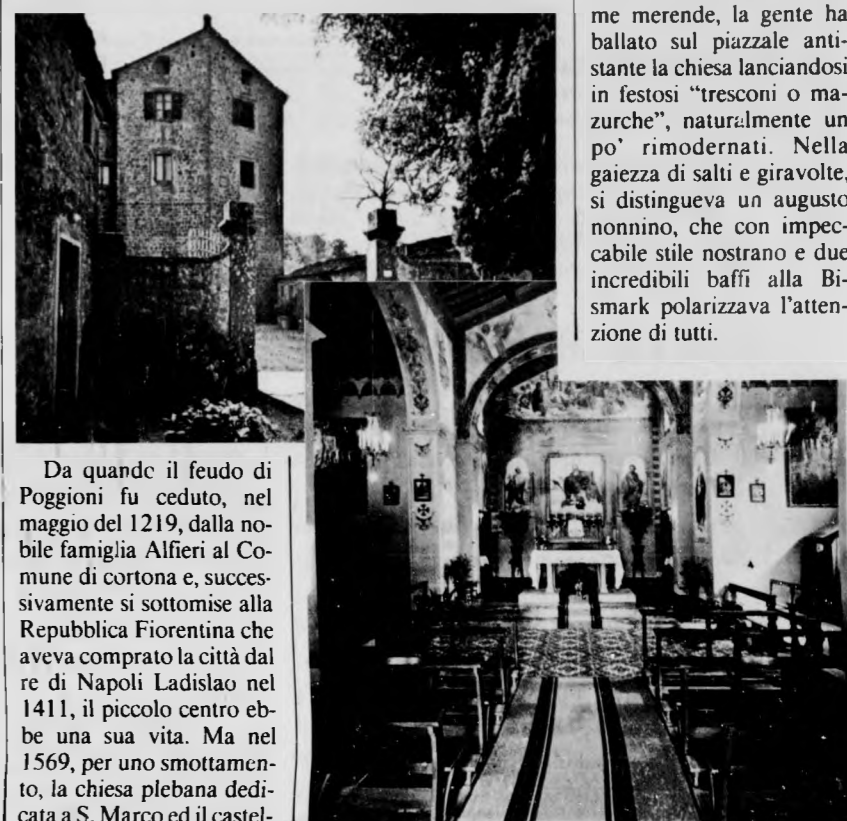 me merende, la gente ha
ballato sul piazzale anti-
stante la chiesa lanciandosi
in festosi “tresconi o ma-
zurche”, naturalmente un
po’ rimodernati. Nella
gaiezza di salti e giravolte,
si distingueva un augusto
nonnino, che con impec-
cabile stile nostrano e due
incredibili baffi alla Bi-
smark polarizzava l’atten-
zione di tutti.
Da quando il feudo di
Poggioni fu ceduto, nel
maggio del 1219, dalla no-
bile famiglia Alfieri al Co-
mune di cortona e, succes-
sivamente si sottomise alla
Repubblica Fiorentina che
aveva comprato la città dal
re di Napoli Ladislao nel
1411, il piccolo centro eb-
be una sua vita. Ma nel
1569, per uno smottamen-
to, la chiesa plebana dedi-
cata a S. Marco ed il castel-